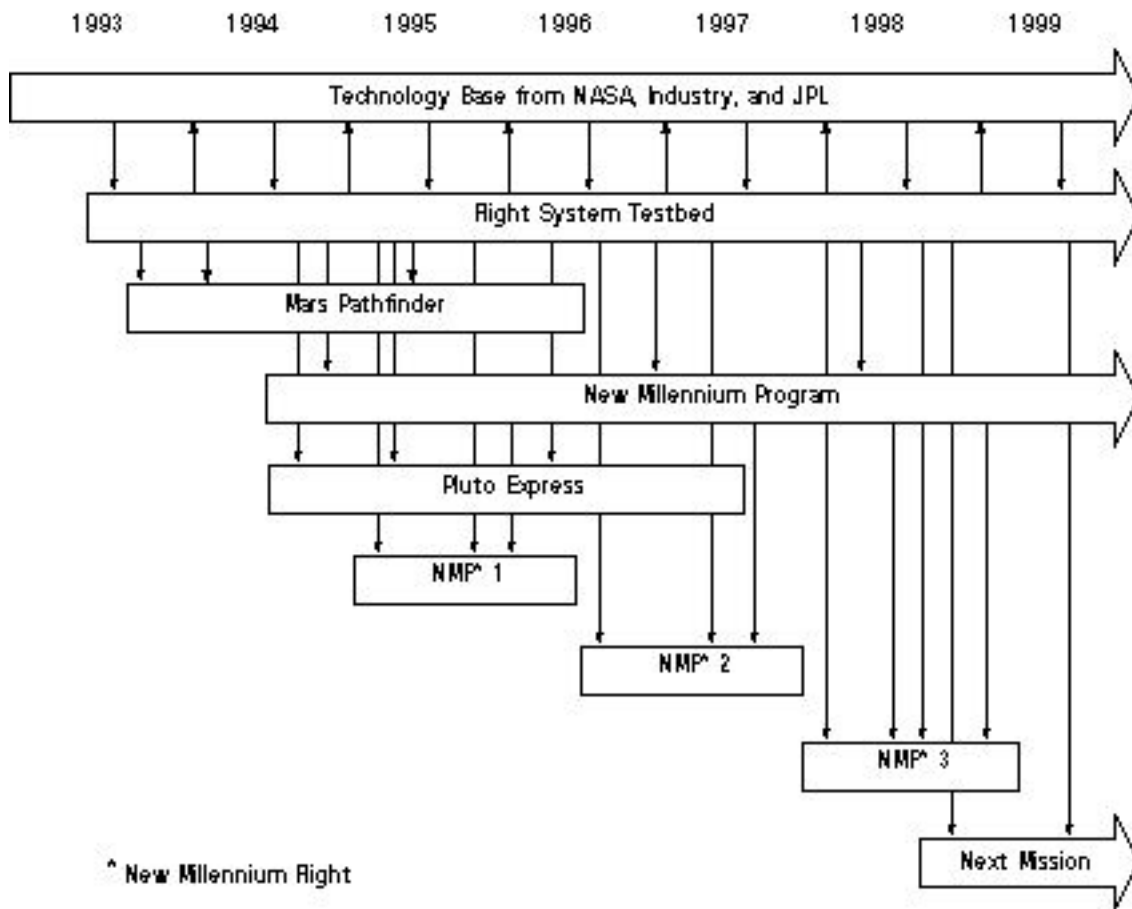 1993 1994 1995 1996 1997 1998 1999
Technology Base from NASA, Industry, and JPL
Right System Testbed
Mars Pathfinder
New Millennium Program
Pluto Express
NMP* 1
NMP* 2
NMP* 3
Next Mission
* New Millennium Right